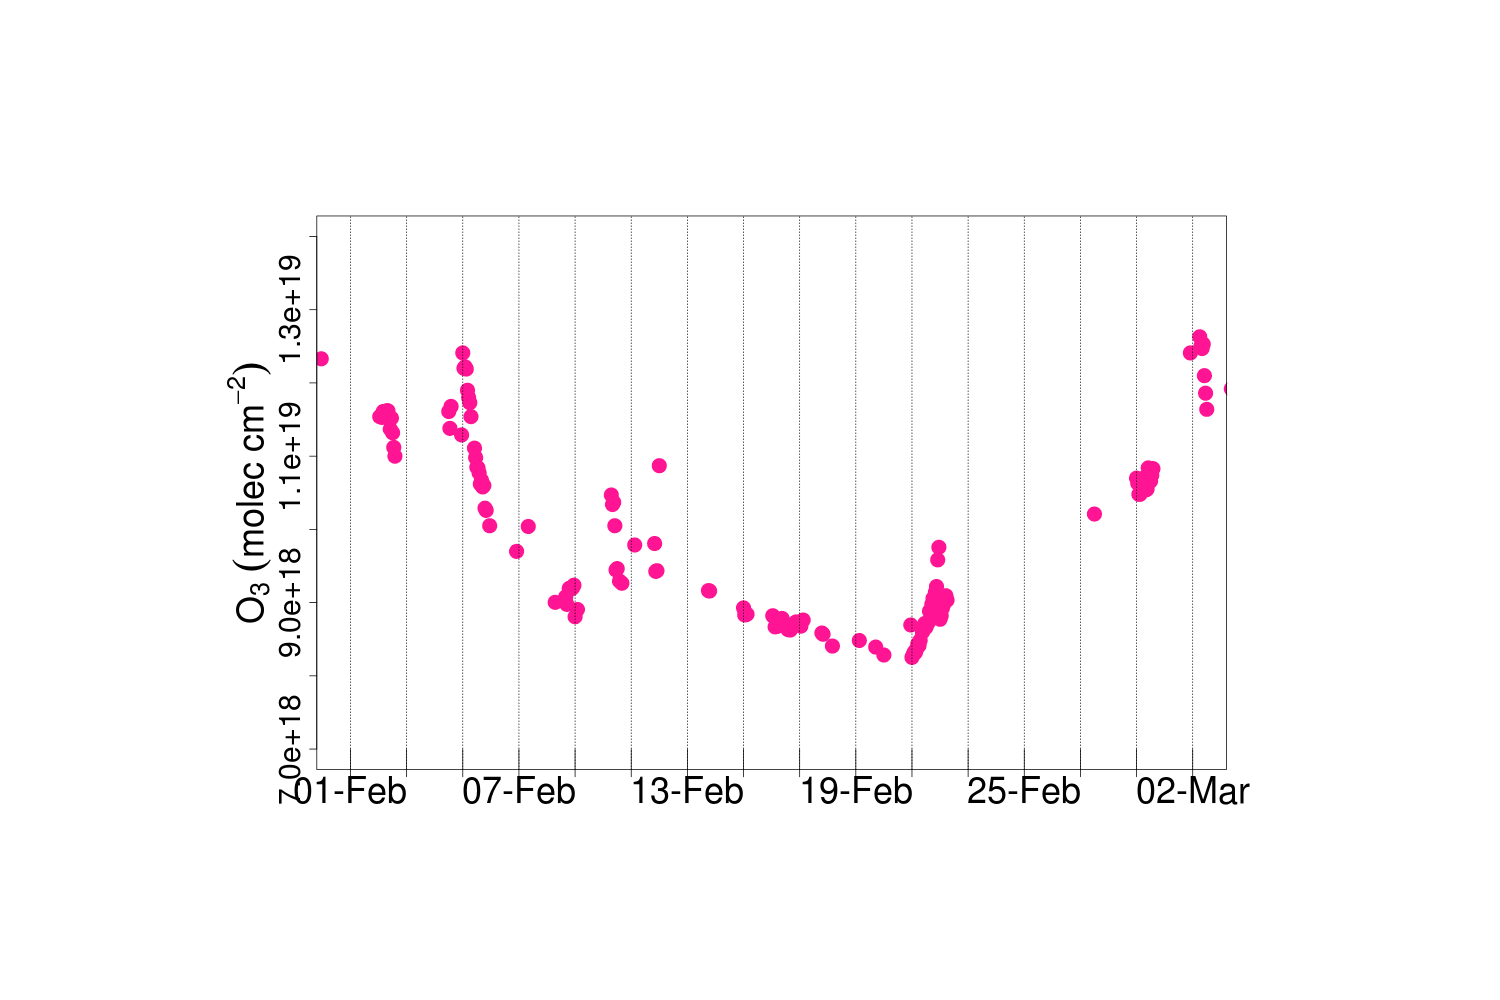 O3 (molec cm−2)
1.3e+19
1.1e+19
9.0e+18
7.0e+18
01-Feb 07-Feb 13-Feb 19-Feb 25-Feb 02-Mar